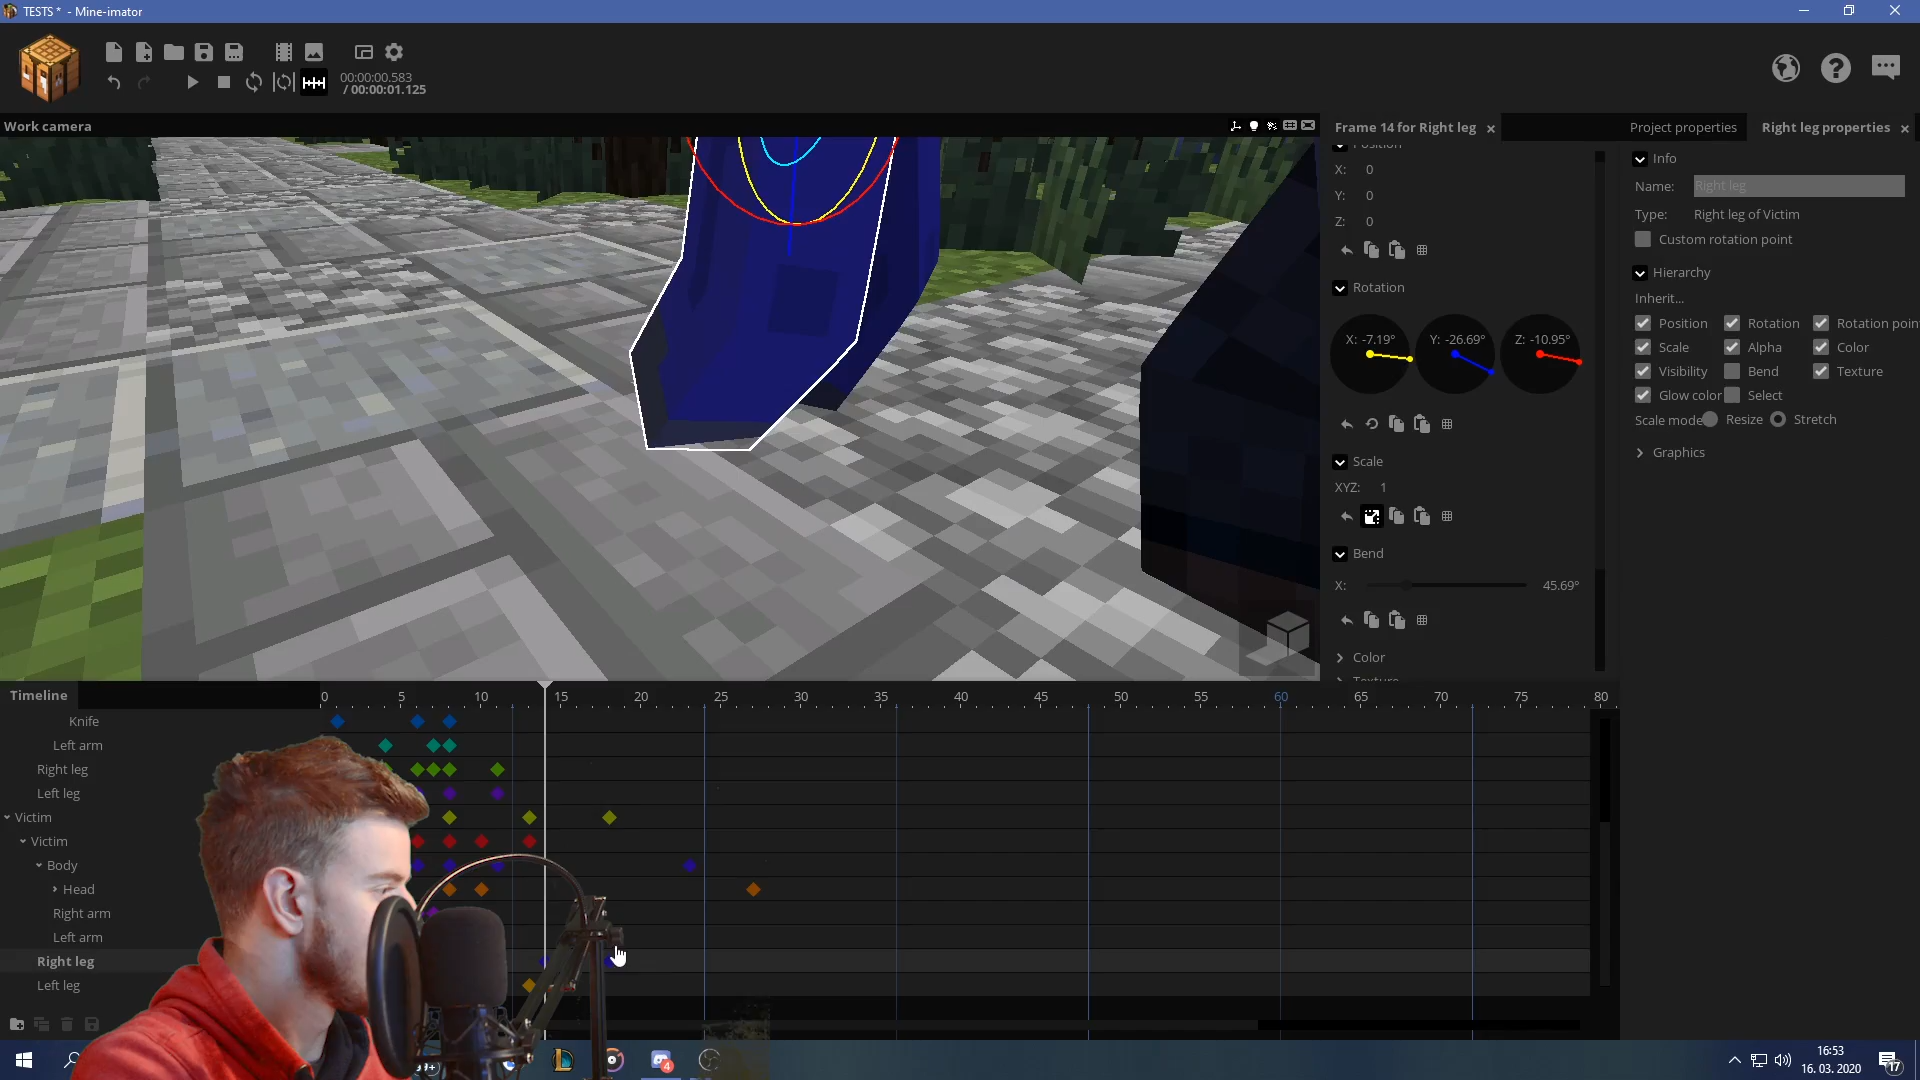 TESTS * - Mine-imator
00:00:00.583
/ 00:00:01.125
Work camera
Frame 14 for Right leg
Project properties
Right leg properties
Position
X: 0
Y: 0
Z: 0
Rotation
X: -7.19° Y: -26.69° Z: -10.95°
Scale
XYZ: 1
Bend
X: 45.69°
Color
Texture
Info
Name: Right leg
Type: Right leg of Victim
Custom rotation point
Hierarchy
Inherit...
Position Rotation Rotation poin
Scale Alpha Color
Visibility Bend Texture
Glow color Select
Scale mode Resize Stretch
Graphics
Timeline
0 5 10 15 20 25 30 35 40 45 50 55 60 65 70 75 80
Knife
Left arm
Right leg
Left leg
Victim
Victim
Body
Head
Right arm
Left arm
Right leg
Left leg
99+
4
16:53
16. 03. 2020
17